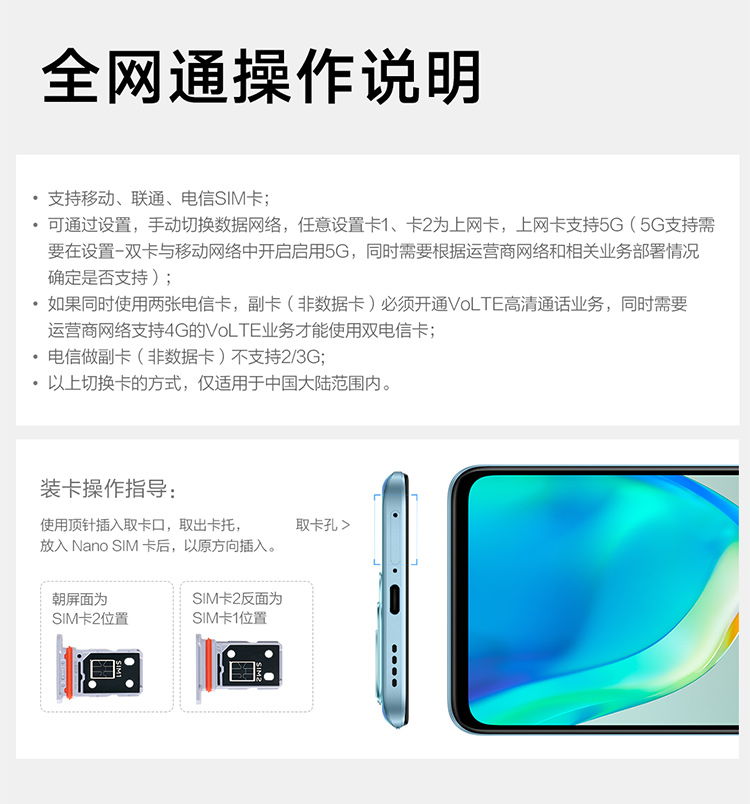 全网通操作说明
• 支持移动、联通、电信SIM卡；
• 可通过设置，手动切换数据网络，任意设置卡1、卡2为上网卡，上网卡支持5G（5G支持需
要在设置-双卡与移动网络中开启启用5G，同时需要根据运营商网络和相关业务部署情况
确定是否支持）；
• 如果同时使用两张电信卡，副卡（非数据卡）必须开通VoLTE高清通话业务，同时需要
运营商网络支持4G的VoLTE业务才能使用双电信卡；
• 电信做副卡（非数据卡）不支持2/3G;
• 以上切换卡的方式，仅适用于中国大陆范围内。
装卡操作指导：
使用顶针插入取卡口，取出卡托，
放入 Nano SIM 卡后，以原方向插入。
取卡孔 >
朝屏面为
SIM卡2位置
SIM卡2反面为
SIM卡1位置
SIM1
SIM2